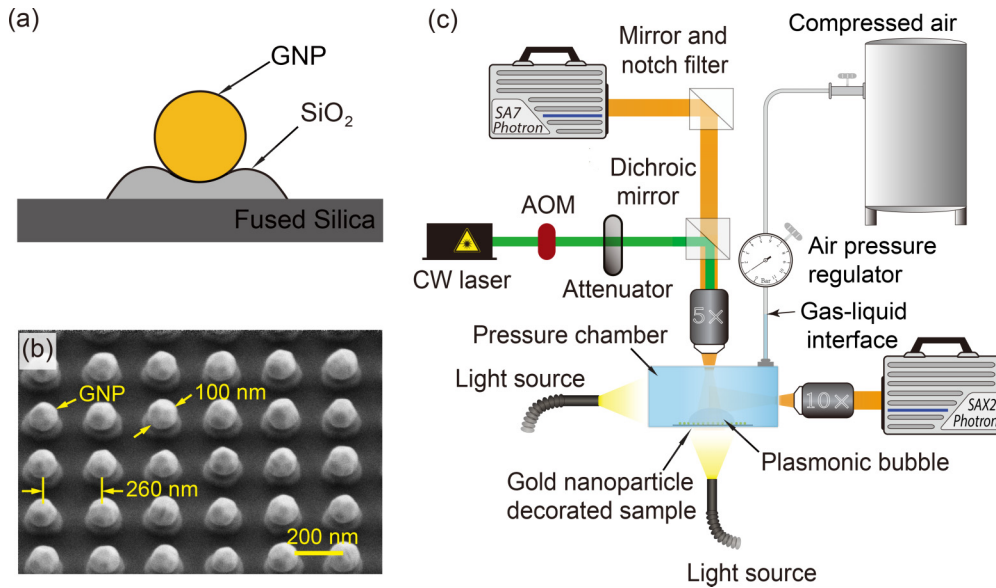 (a)
GNP
SiO₂
Fused Silica
(b)
GNP
100 nm
260 nm
200 nm
(c)
Mirror and
notch filter
Compressed air
SA7
Photron
Dichroic
mirror
AOM
CW laser
Attenuator
Air pressure
regulator
5×
Pressure chamber
Gas-liquid
interface
Light source
10×
SAX2
Photron
Plasmonic bubble
Gold nanoparticle
decorated sample
Light source